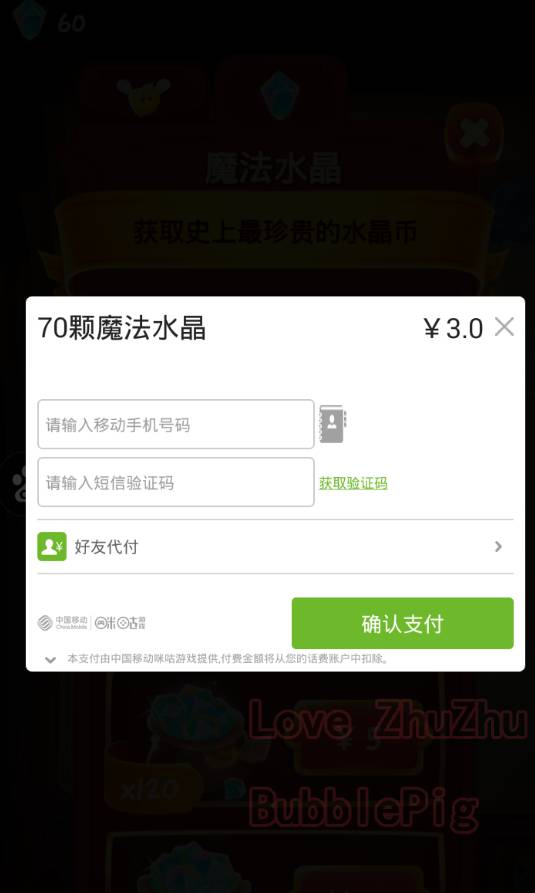 60
魔法水晶
获取史上最珍贵的水晶币
70颗魔法水晶
￥3.0
请输入移动手机号码
请输入短信验证码
获取验证码
好友代付
中国移动
China Mobile
咪咕
确认支付
本支付由中国移动咪咕游戏提供,付费金额将从您的话费账户中扣除。
Love ZhuZhu
￥5
x120
BubblePig